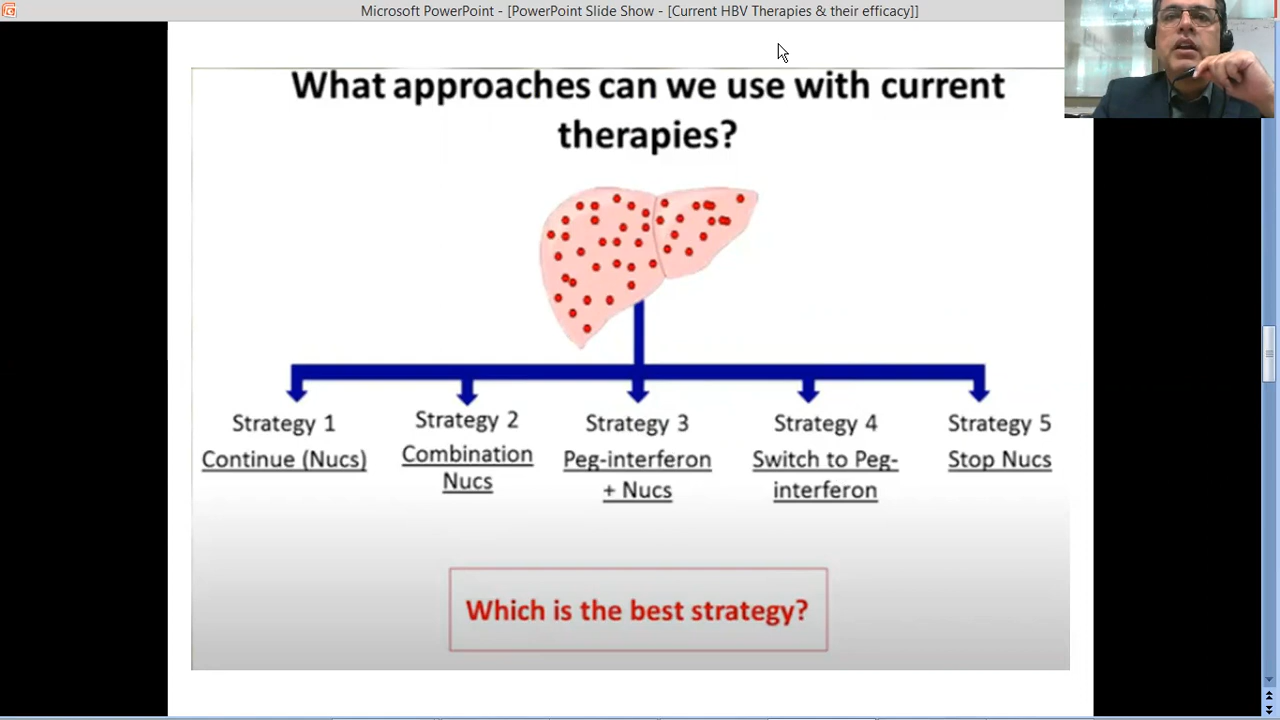 Microsoft PowerPoint - [PowerPoint Slide Show - [Current HBV Therapies & their efficacy]]
What approaches can we use with current
therapies?
Strategy 1
Continue (Nucs)
Strategy 2
Combination
Nucs
Strategy 3
Peg-interferon
+ Nucs
Strategy 4
Switch to Peg-
interferon
Strategy 5
Stop Nucs
Which is the best strategy?